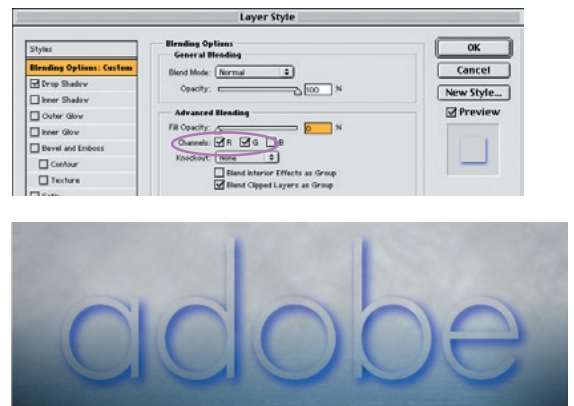 Layer Style
Styles
Blending Options: Custom
Drop Shadow
Inner Shadow
Outer Glow
Inner Glow
Bevel and Emboss
Contour
Texture
Satin
Blending Options
General Blending
Blend Mode: Normal
Opacity: 100 %
Advanced Blending
Fill Opacity: 0 %
Channels: R G B
Knockout: None
Blend Interior Effects as Group
Blend Clipped Layers as Group
OK
Cancel
New Style...
Preview
adobe